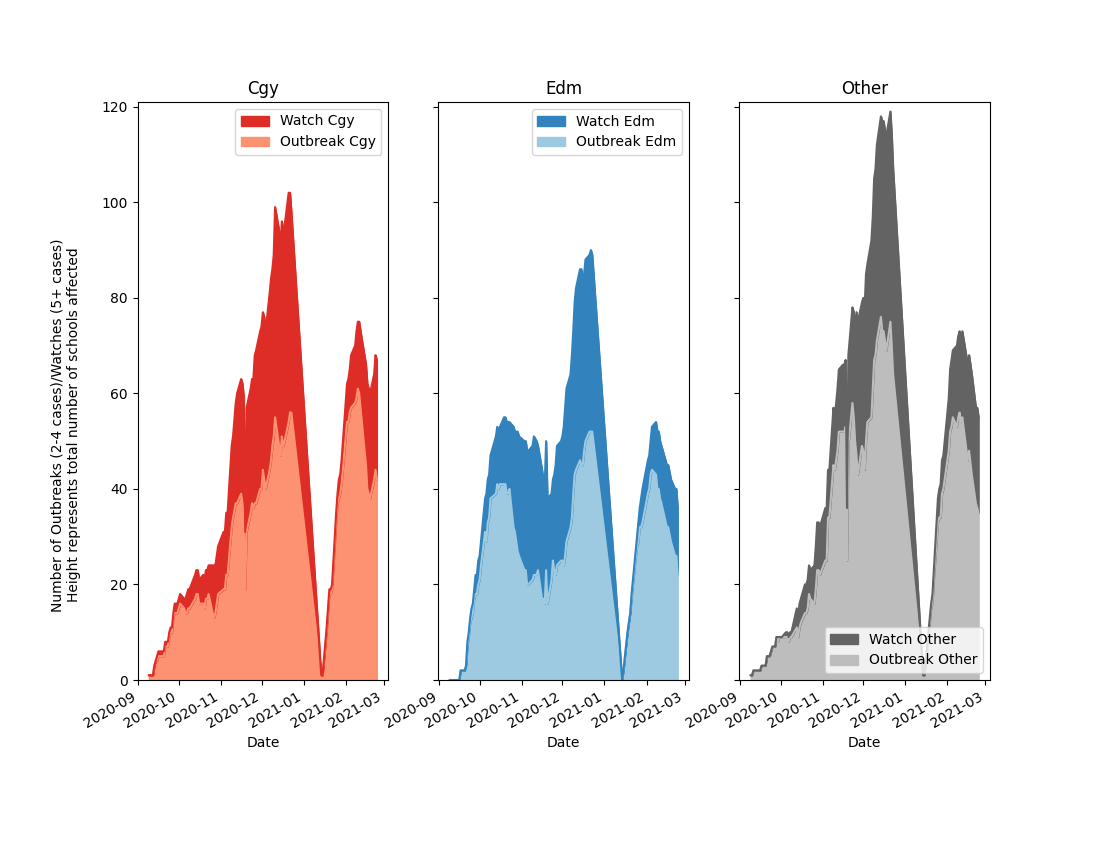 Cgy
Edm
Other
Number of Outbreaks (2-4 cases)/Watches (5+ cases)
Height represents total number of schools affected
120
100
80
60
40
20
0
Watch Cgy
Outbreak Cgy
Watch Edm
Outbreak Edm
Watch Other
Outbreak Other
2020-09
2020-10
2020-11
2020-12
2021-01
2021-02
2021-03
2020-09
2020-10
2020-11
2020-12
2021-01
2021-02
2021-03
2020-09
2020-10
2020-11
2020-12
2021-01
2021-02
2021-03
Date
Date
Date